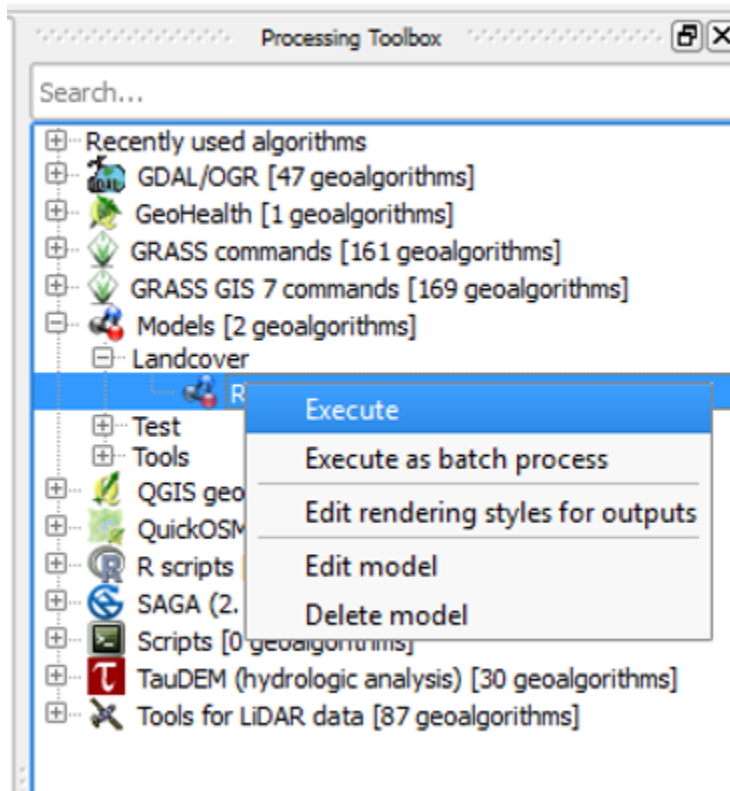 Processing Toolbox
Search...
Recently used algorithms
GDAL/OGR [47 geoalgorithms]
GeoHealth [1 geoalgorithms]
GRASS commands [161 geoalgorithms]
GRASS GIS 7 commands [169 geoalgorithms]
Models [2 geoalgorithms]
Landcover
R
Execute
Test
Tools
Execute as batch process
QGIS geo
Edit rendering styles for outputs
QuickOSM
R scripts [
Edit model
SAGA (2.
Delete model
Scripts [0 geoalgorithms]
TauDEM (hydrologic analysis) [30 geoalgorithms]
Tools for LiDAR data [87 geoalgorithms]